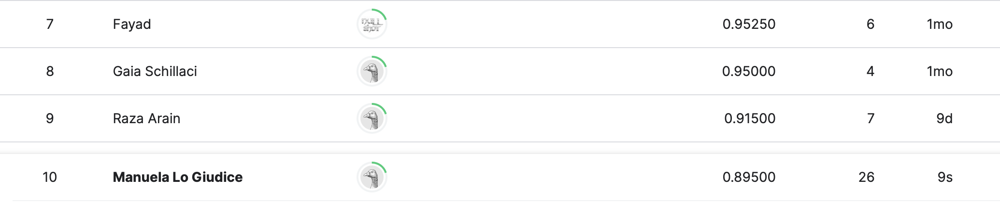 7 Fayad 0.95250 6 1mo
8 Gaia Schillaci 0.95000 4 1mo
9 Raza Arain 0.91500 7 9d
10 Manuela Lo Giudice 0.89500 26 9s